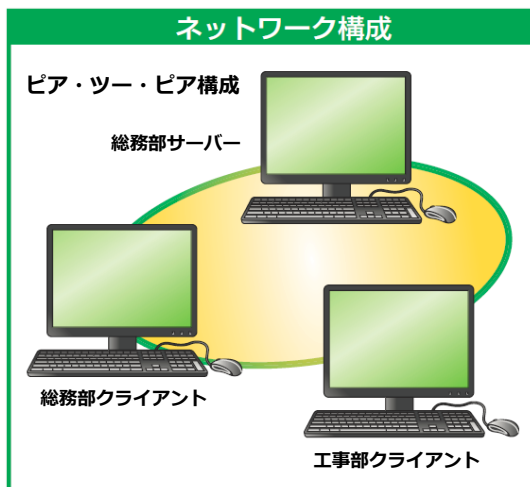 ネットワーク構成
ピア・ツー・ピア構成
総務部サーバー
総務部クライアント
工事部クライアント